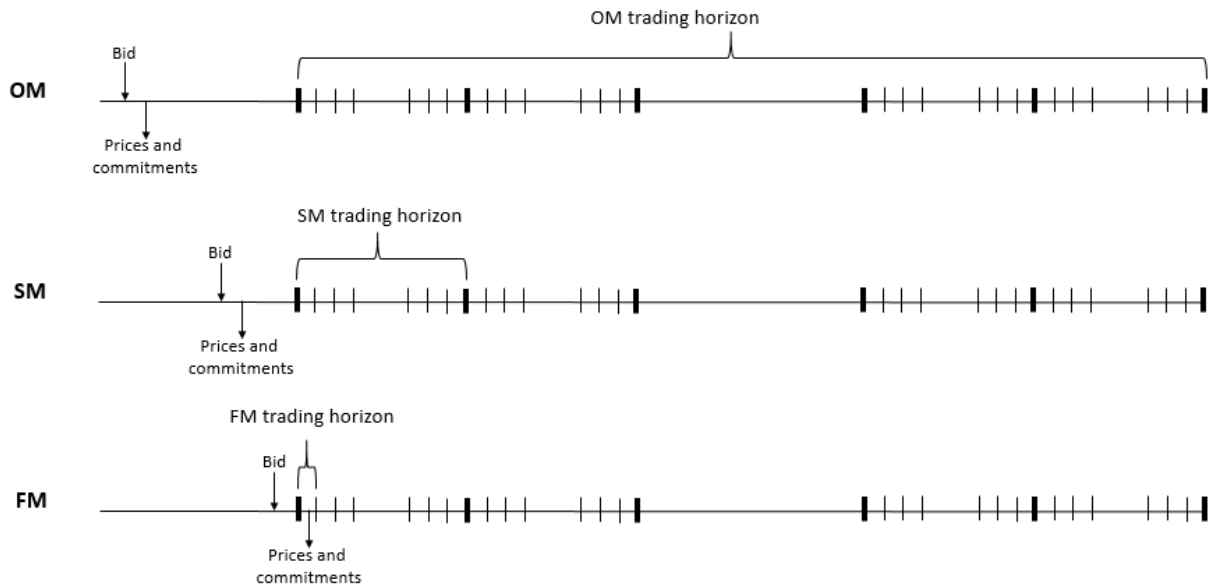 OM trading horizon
Bid
OM
Prices and
commitments
SM trading horizon
Bid
SM
Prices and
commitments
FM trading horizon
Bid
FM
Prices and
commitments